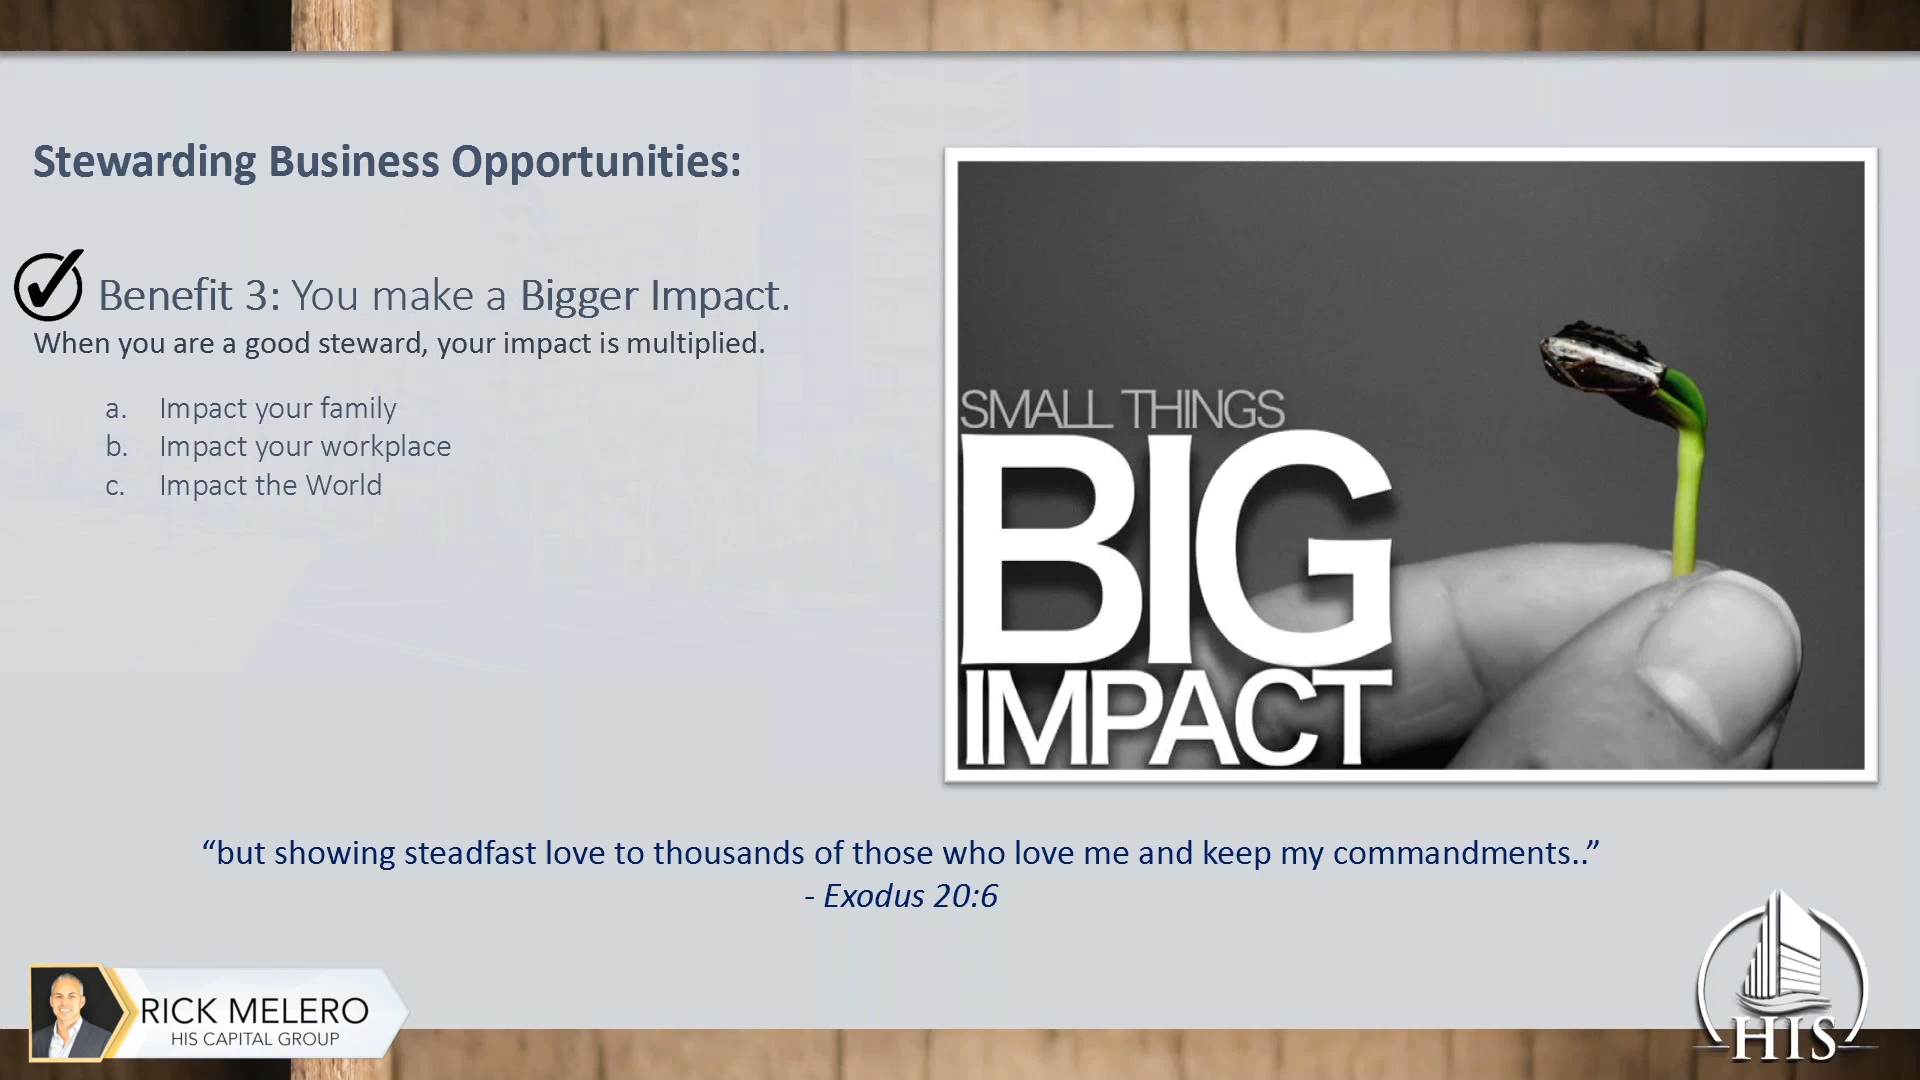 Stewarding Business Opportunities:
Benefit 3: You make a Bigger Impact.
When you are a good steward, your impact is multiplied.
a. Impact your family
b. Impact your workplace
c. Impact the World
SMALL THINGS
BIG
IMPACT
“but showing steadfast love to thousands of those who love me and keep my commandments..”
- Exodus 20:6
RICK MELERO
HIS CAPITAL GROUP
HIS